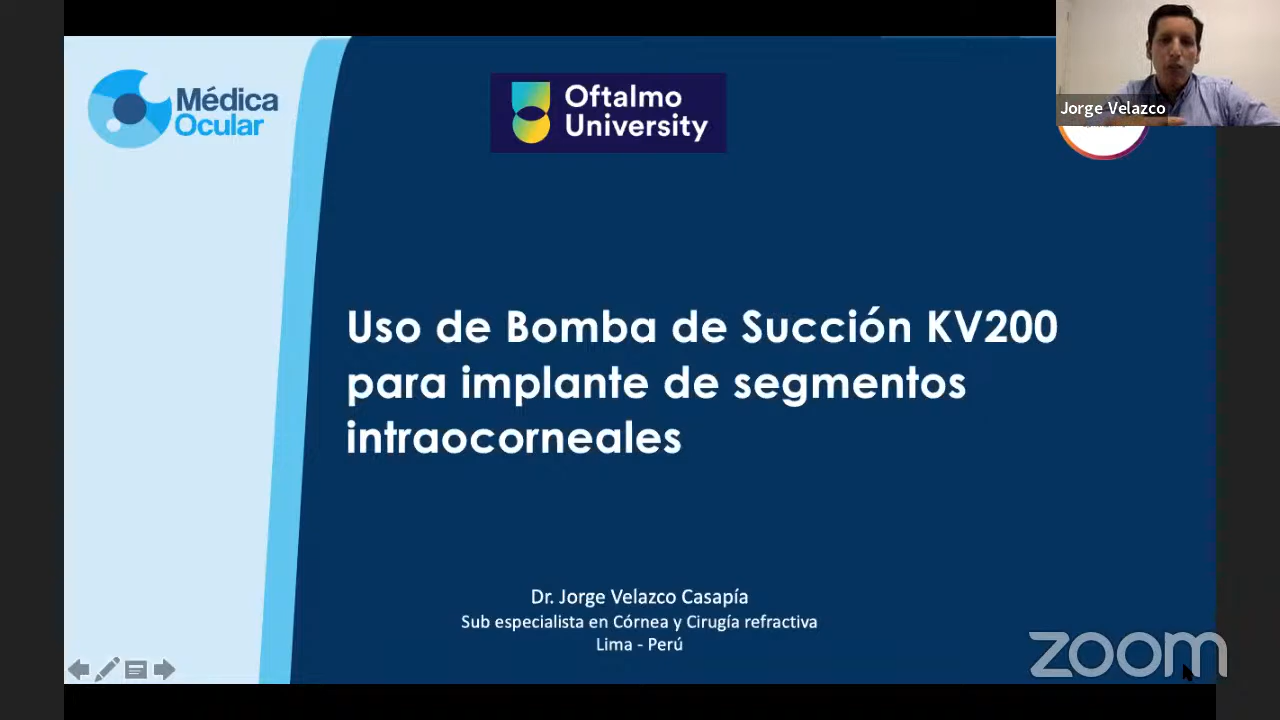 Médica
Ocular
Oftalmo
University
Jorge Velazco
Uso de Bomba de Succión KV200
para implante de segmentos
intraocorneales
Dr. Jorge Velazco Casapía
Sub especialista en Córnea y Cirugía refractiva
Lima - Perú
zoom